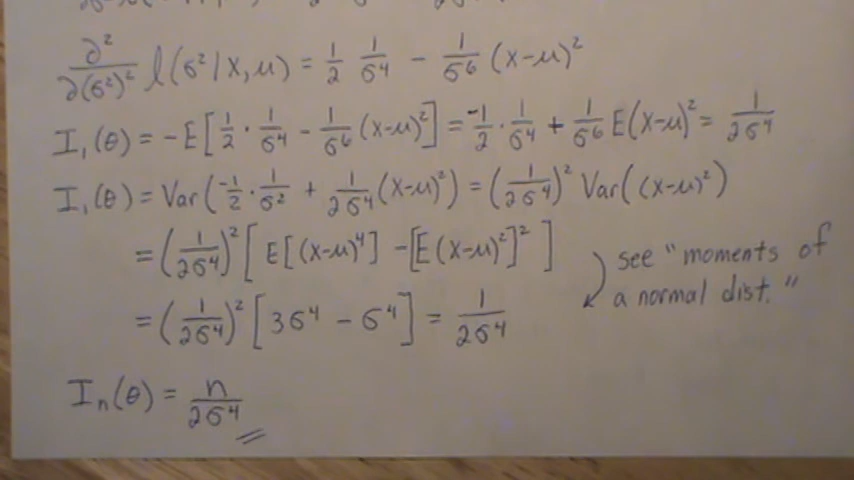 ∂²/∂(σ²)² l(σ²|x,μ) = 1/2 1/σ⁴ − 1/σ⁶ (x−μ)²
I₁(θ) = −E[1/2 · 1/σ⁴ − 1/σ⁶ (x−μ)²] = −1/2 · 1/σ⁴ + 1/σ⁶ E(x−μ)² = 1/2σ⁴
I₁(θ) = Var(−1/2 · 1/σ² + 1/2σ⁴ (x−μ)²) = (1/2σ⁴)² Var((x−μ)²)
= (1/2σ⁴)² [E[(x−μ)⁴] − [E(x−μ)²]²]
see "moments of
a normal dist."
= (1/2σ⁴)² [3σ⁴ − σ⁴] = 1/2σ⁴
Iₙ(θ) = n/2σ⁴